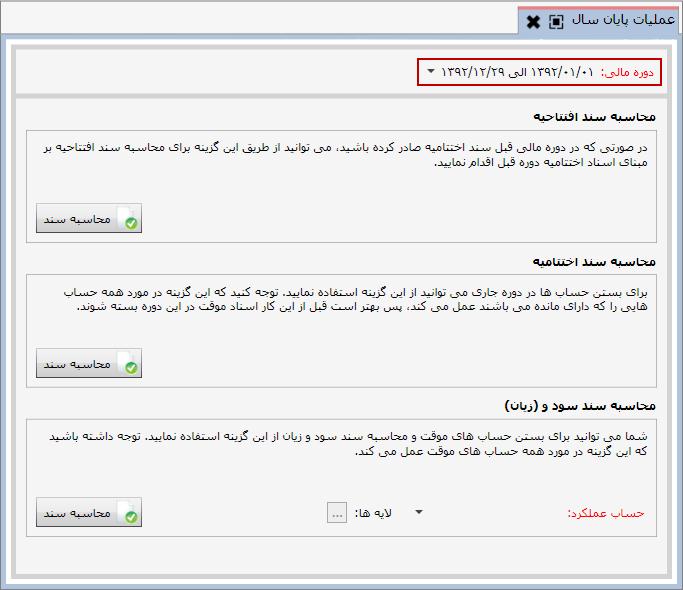 عملیات پایان سال
دوره مالی: ۱۳۹۲/۰۱/۰۱ الی ۱۳۹۲/۱۲/۲۹
محاسبه سند افتتاحیه
در صورتی که در دوره مالی قبل سند اختتامیه صادر کرده باشید، می توانید از طریق این گزینه برای محاسبه سند افتتاحیه بر
مبنای اسناد اختتامیه دوره قبل اقدام نمایید.
محاسبه سند
محاسبه سند اختتامیه
برای بستن حساب ها در دوره جاری می توانید از این گزینه استفاده نمایید. توجه کنید که این گزینه در مورد همه حساب
هایی را که دارای مانده می باشند عمل می کند، پس بهتر است قبل از این کار اسناد موقت در این دوره بسته شوند.
محاسبه سند
محاسبه سند سود و (زیان)
شما می توانید برای بستن حساب های موقت و محاسبه سند سود و زیان از این گزینه استفاده نمایید. توجه داشته باشید
که این گزینه در مورد همه حساب های موقت عمل می کند.
حساب عملکرد: لایه ها: ... محاسبه سند